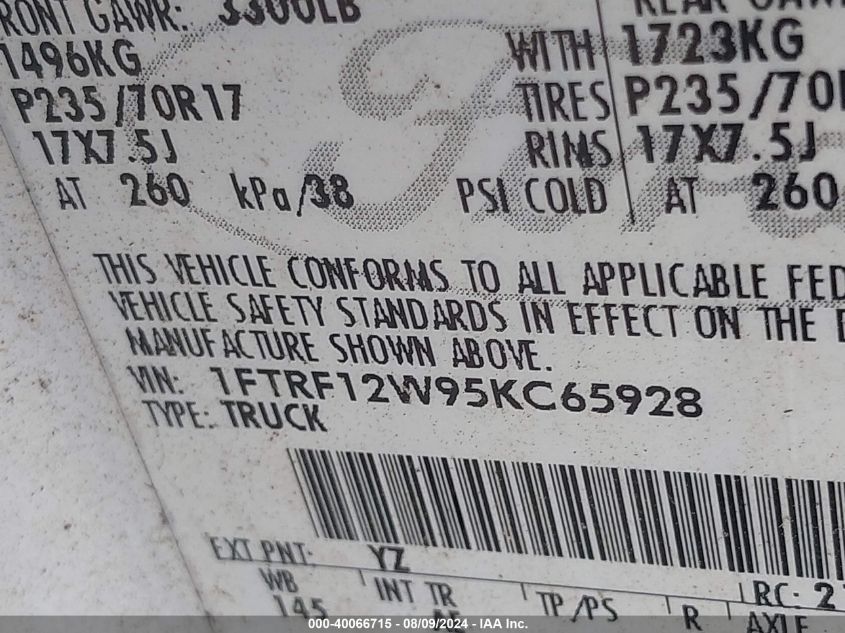 FRONT GAWR: 3300LB
1496KG WITH 1723KG
P235/70R17 TIRES P235/70
17X7.5J RIMS 17X7.5J
AT 260 kPa/38 PSI COLD AT 260
THIS VEHICLE CONFORMS TO ALL APPLICABLE FED
VEHICLE SAFETY STANDARDS IN EFFECT ON THE
MANUFACTURE SHOWN ABOVE.
VIN: 1FTRF12W95KC65928
TYPE: TRUCK
EXT PNT: YZ
WB INT TR TP/PS R RC: 2
145 AXLE
000-40066715 - 08/09/2024 - IAA Inc.